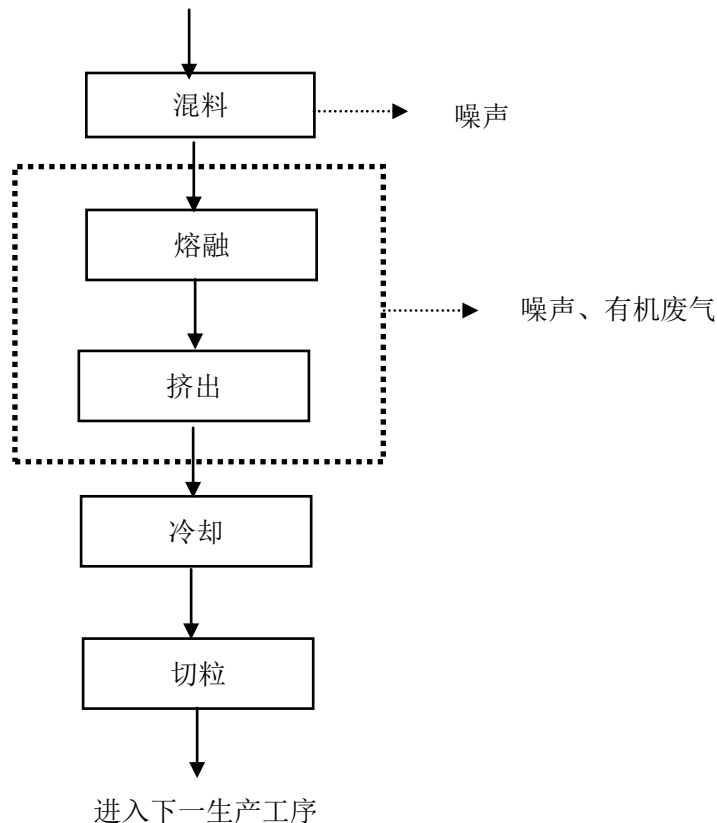 混料
噪声
熔融
噪声、有机废气
挤出
冷却
切粒
进入下一生产工序